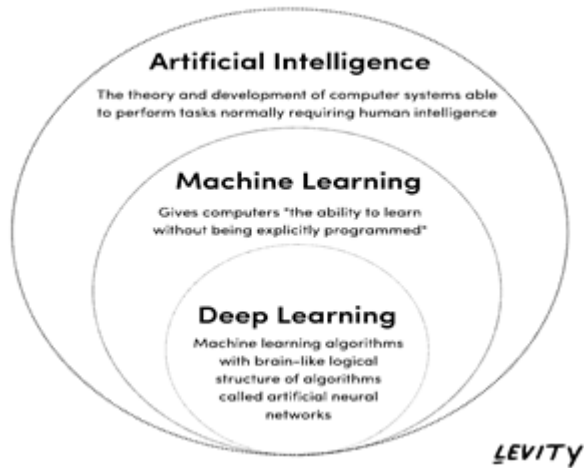 Artificial Intelligence
The theory and development of computer systems able
to perform tasks normally requiring human intelligence
Machine Learning
Gives computers "the ability to learn
without being explicitly programmed"
Deep Learning
Machine learning algorithms
with brain-like logical
structure of algorithms
called artificial neural
networks
LEVITY